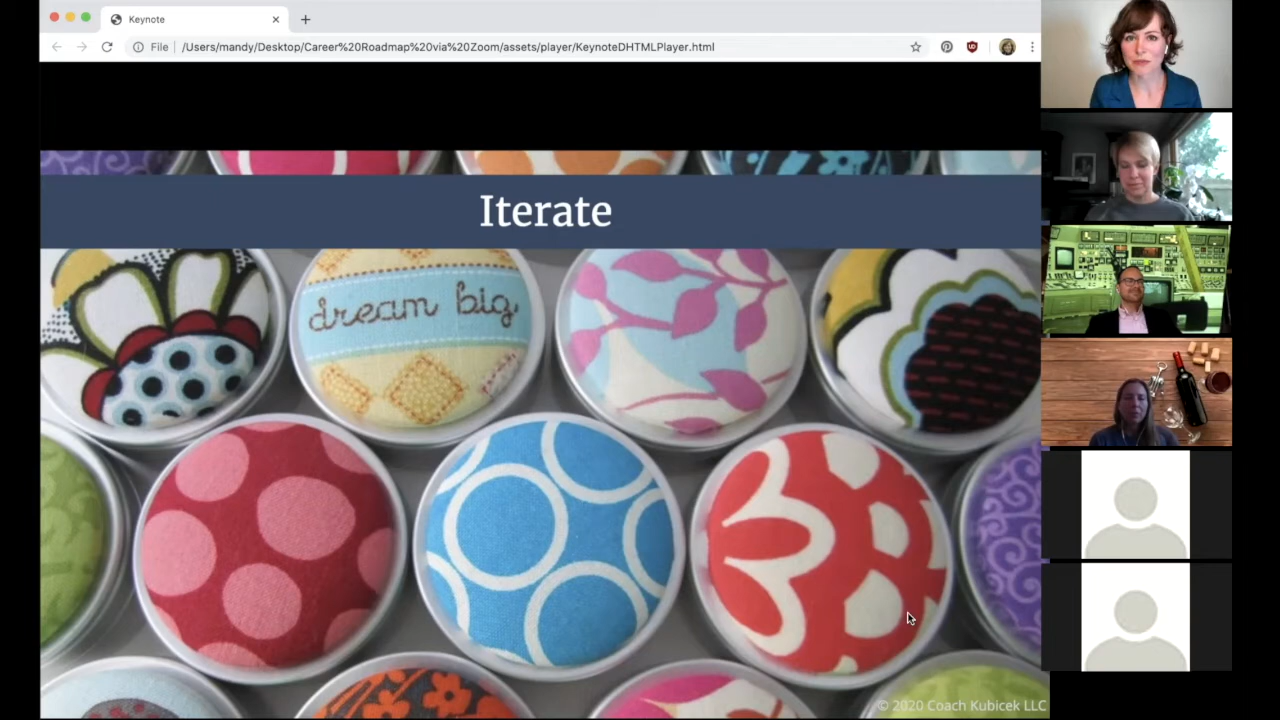 Keynote
File
/Users/mandy/Desktop/Career%20Roadmap%20via%20Zoom/assets/player/KeynoteDHTMLPlayer.html
Iterate
dream big
© 2020 Coach Kubicek LLC